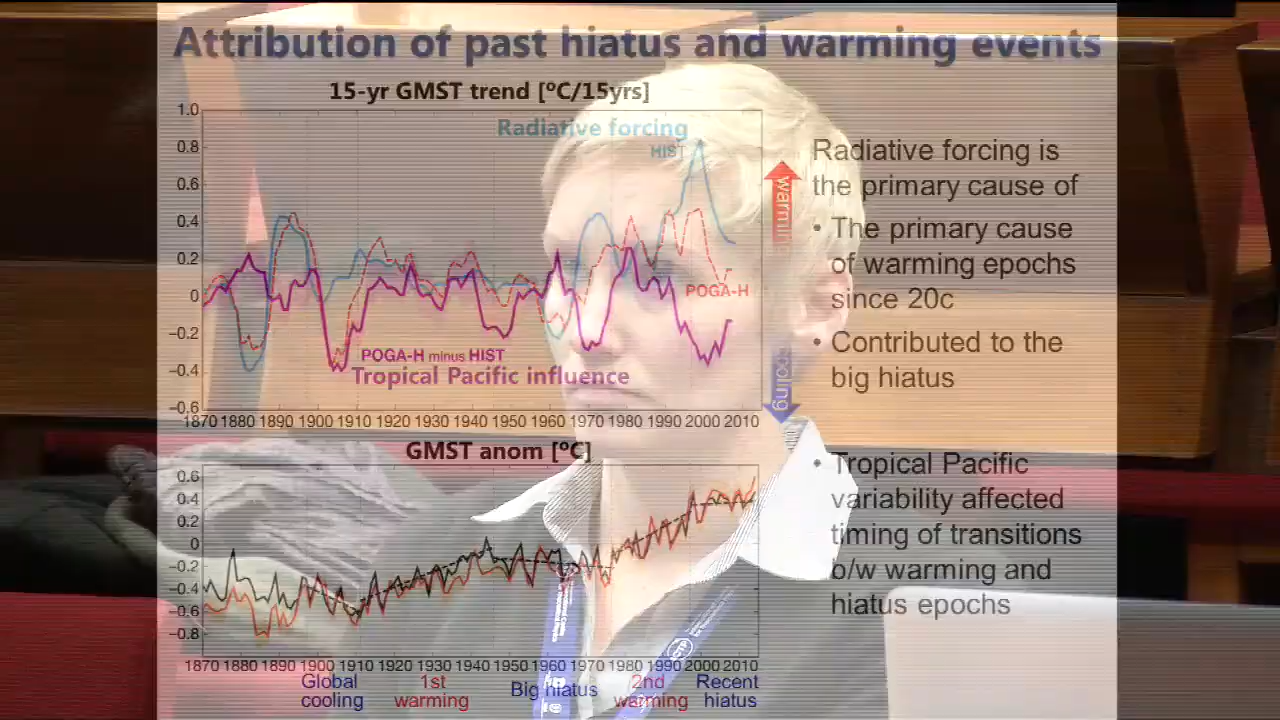 Attribution of past hiatus and warming events
15-yr GMST trend [ºC/15yrs]
1.0
0.8
0.6
0.4
0.2
0
−0.2
−0.4
−0.6
Radiative forcing
HIST
POGA-H
POGA-H minus HIST
Tropical Pacific influence
1870 1880 1890 1900 1910 1920 1930 1940 1950 1960 1970 1980 1990 2000 2010
GMST anom [ºC]
0.6
0.4
0.2
0
−0.2
−0.4
−0.6
−0.8
1870 1880 1890 1900 1910 1920 1930 1940 1950 1960 1970 1980 1990 2000 2010
Global
cooling
1st
warming
Big hiatus
2nd
warming
Recent
hiatus
Radiative forcing is
the primary cause of
• The primary cause
of warming epochs
since 20c
• Contributed to the
big hiatus
• Tropical Pacific
variability affected
timing of transitions
b/w warming and
hiatus epochs